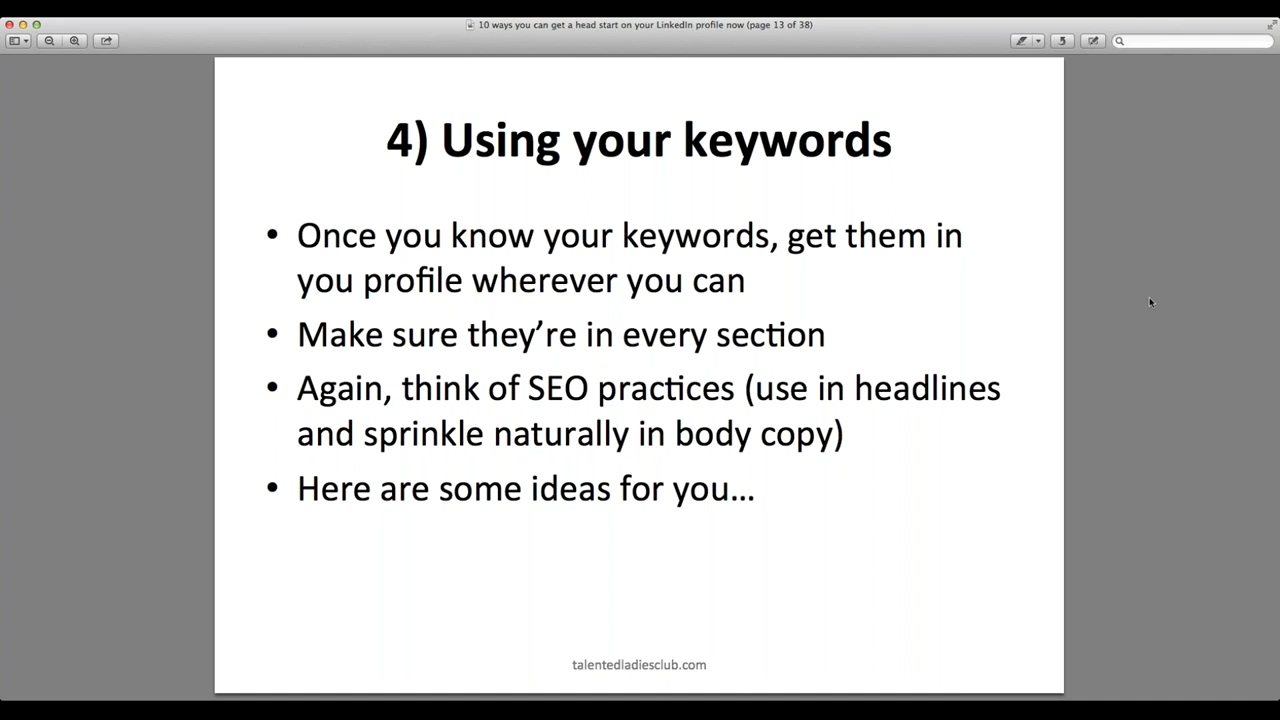 10 ways you can get a head start on your LinkedIn profile now (page 13 of 38)
4) Using your keywords
• Once you know your keywords, get them in
you profile wherever you can
• Make sure they’re in every section
• Again, think of SEO practices (use in headlines
and sprinkle naturally in body copy)
• Here are some ideas for you...
talentedladiesclub.com